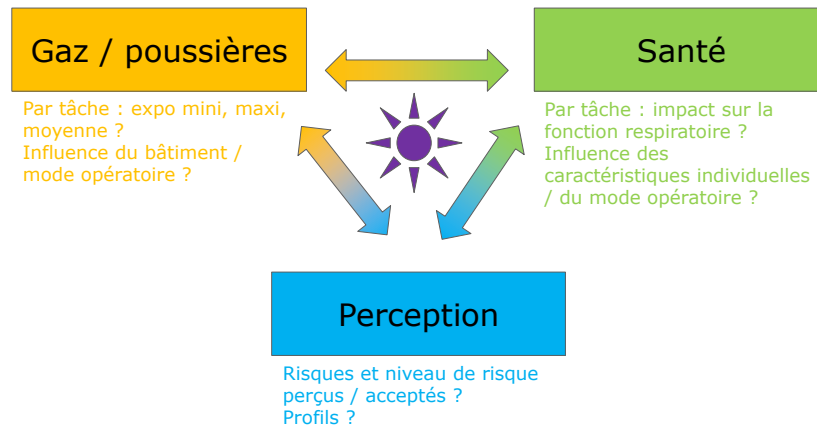 Gaz / poussières
Par tâche : expo mini, maxi,
moyenne ?
Influence du bâtiment /
mode opératoire ?
Santé
Par tâche : impact sur la
fonction respiratoire ?
Influence des
caractéristiques individuelles
/ du mode opératoire ?
Perception
Risques et niveau de risque
perçus / acceptés ?
Profils ?